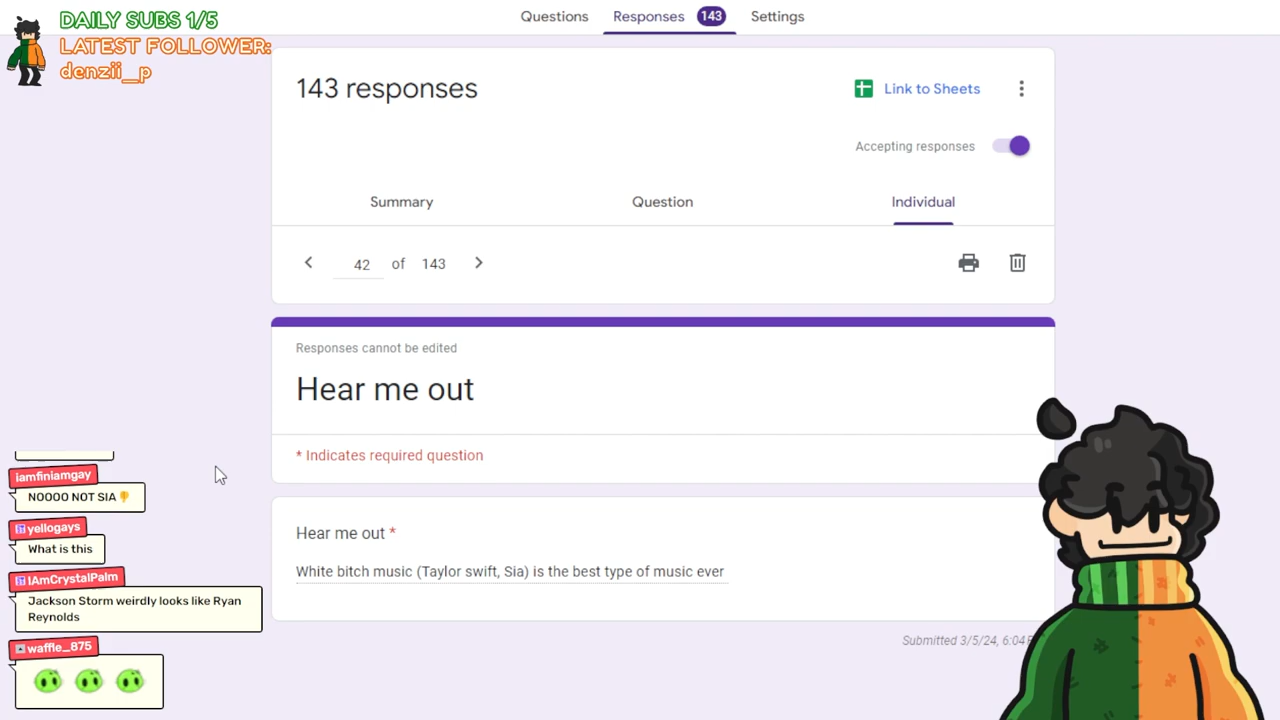 DAILY SUBS 1/5
LATEST FOLLOWER:
denzii__p
Questions
Responses 143
Settings
143 responses
Link to Sheets
Accepting responses
Summary
Question
Individual
42 of 143
Responses cannot be edited
Hear me out
* Indicates required question
Hear me out *
White bitch music (Taylor swift, Sia) is the best type of music ever
Submitted 3/5/24, 6:04
iamfiniamgay
NOOOO NOT SIA
yellogays
What is this
IAmCrystalPalm
Jackson Storm weirdly looks like Ryan
Reynolds
waffle_875